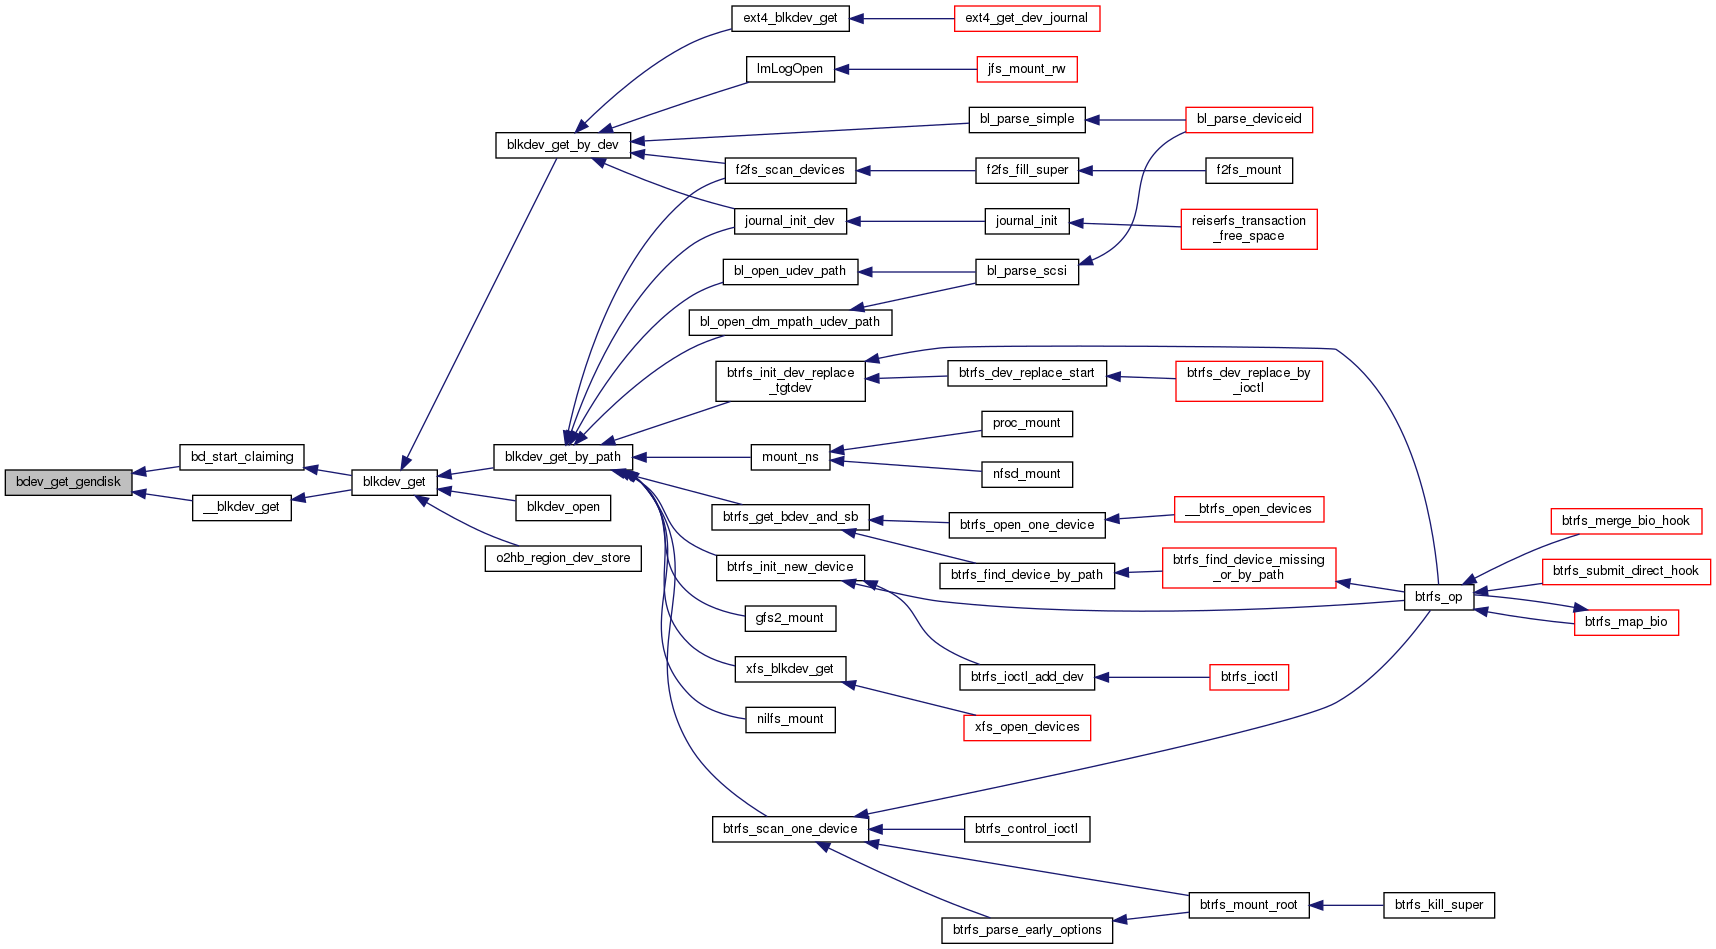 ext4_blkdev_get
ext4_get_dev_journal
lmLogOpen
jfs_mount_rw
bl_parse_simple
bl_parse_deviceid
blkdev_get_by_dev
f2fs_scan_devices
f2fs_fill_super
f2fs_mount
journal_init_dev
journal_init
reiserfs_transaction
_free_space
bl_open_udev_path
bl_parse_scsi
bl_open_dm_mpath_udev_path
btrfs_init_dev_replace
_tgtdev
btrfs_dev_replace_start
btrfs_dev_replace_by
_ioctl
proc_mount
bd_start_claiming
blkdev_get_by_path
mount_ns
nfsd_mount
bdev_get_gendisk
blkdev_get
__blkdev_get
blkdev_open
btrfs_get_bdev_and_sb
btrfs_open_one_device
__btrfs_open_devices
btrfs_merge_bio_hook
o2hb_region_dev_store
btrfs_init_new_device
btrfs_find_device_by_path
btrfs_find_device_missing
_or_by_path
btrfs_submit_direct_hook
btrfs_op
gfs2_mount
btrfs_map_bio
xfs_blkdev_get
btrfs_ioctl_add_dev
btrfs_ioctl
nilfs_mount
xfs_open_devices
btrfs_scan_one_device
btrfs_control_ioctl
btrfs_mount_root
btrfs_kill_super
btrfs_parse_early_options